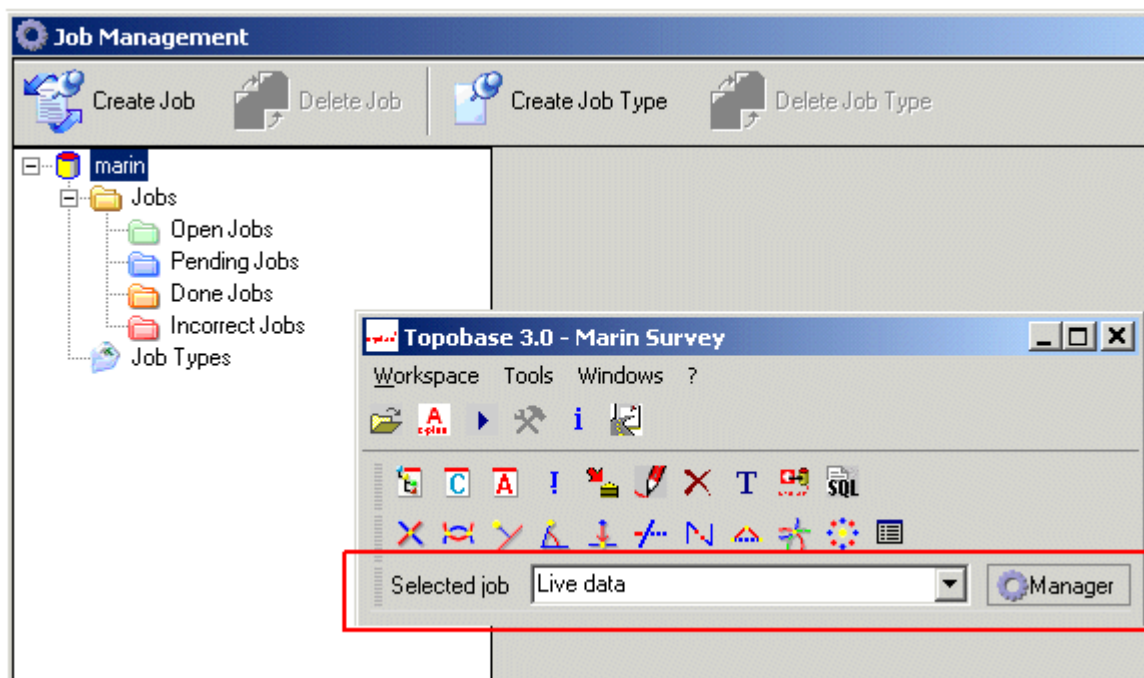 Job Management
Create Job Delete Job Create Job Type Delete Job Type
marin
Jobs
Open Jobs
Pending Jobs
Done Jobs
Incorrect Jobs
Job Types
Topobase 3.0 - Marin Survey
Workspace Tools Windows ?
A i
C A ! T SQL
Selected job Live data Manager